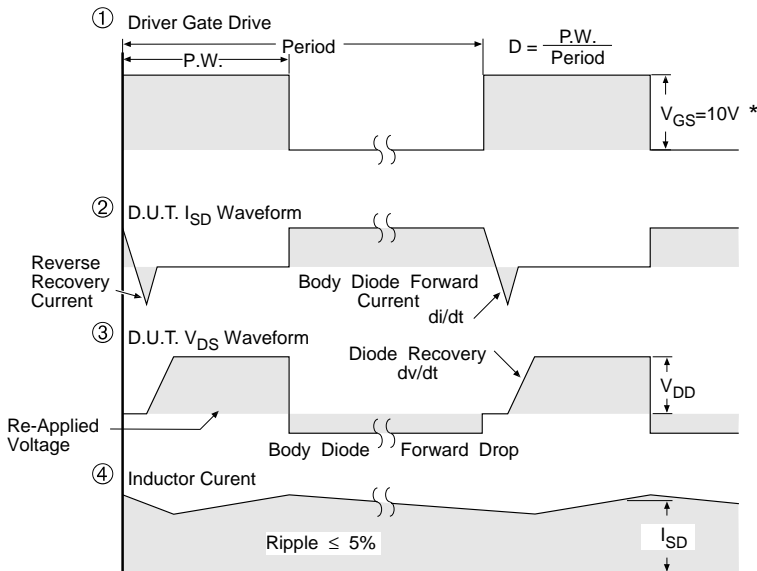 ① Driver Gate Drive
Period
P.W.
D = P.W. / Period
V_GS=10V *
② D.U.T. I_SD Waveform
Reverse
Recovery
Current
Body Diode Forward
Current
di/dt
③ D.U.T. V_DS Waveform
Diode Recovery
dv/dt
V_DD
Re-Applied
Voltage
Body Diode Forward Drop
④ Inductor Curent
Ripple ≤ 5%
I_SD